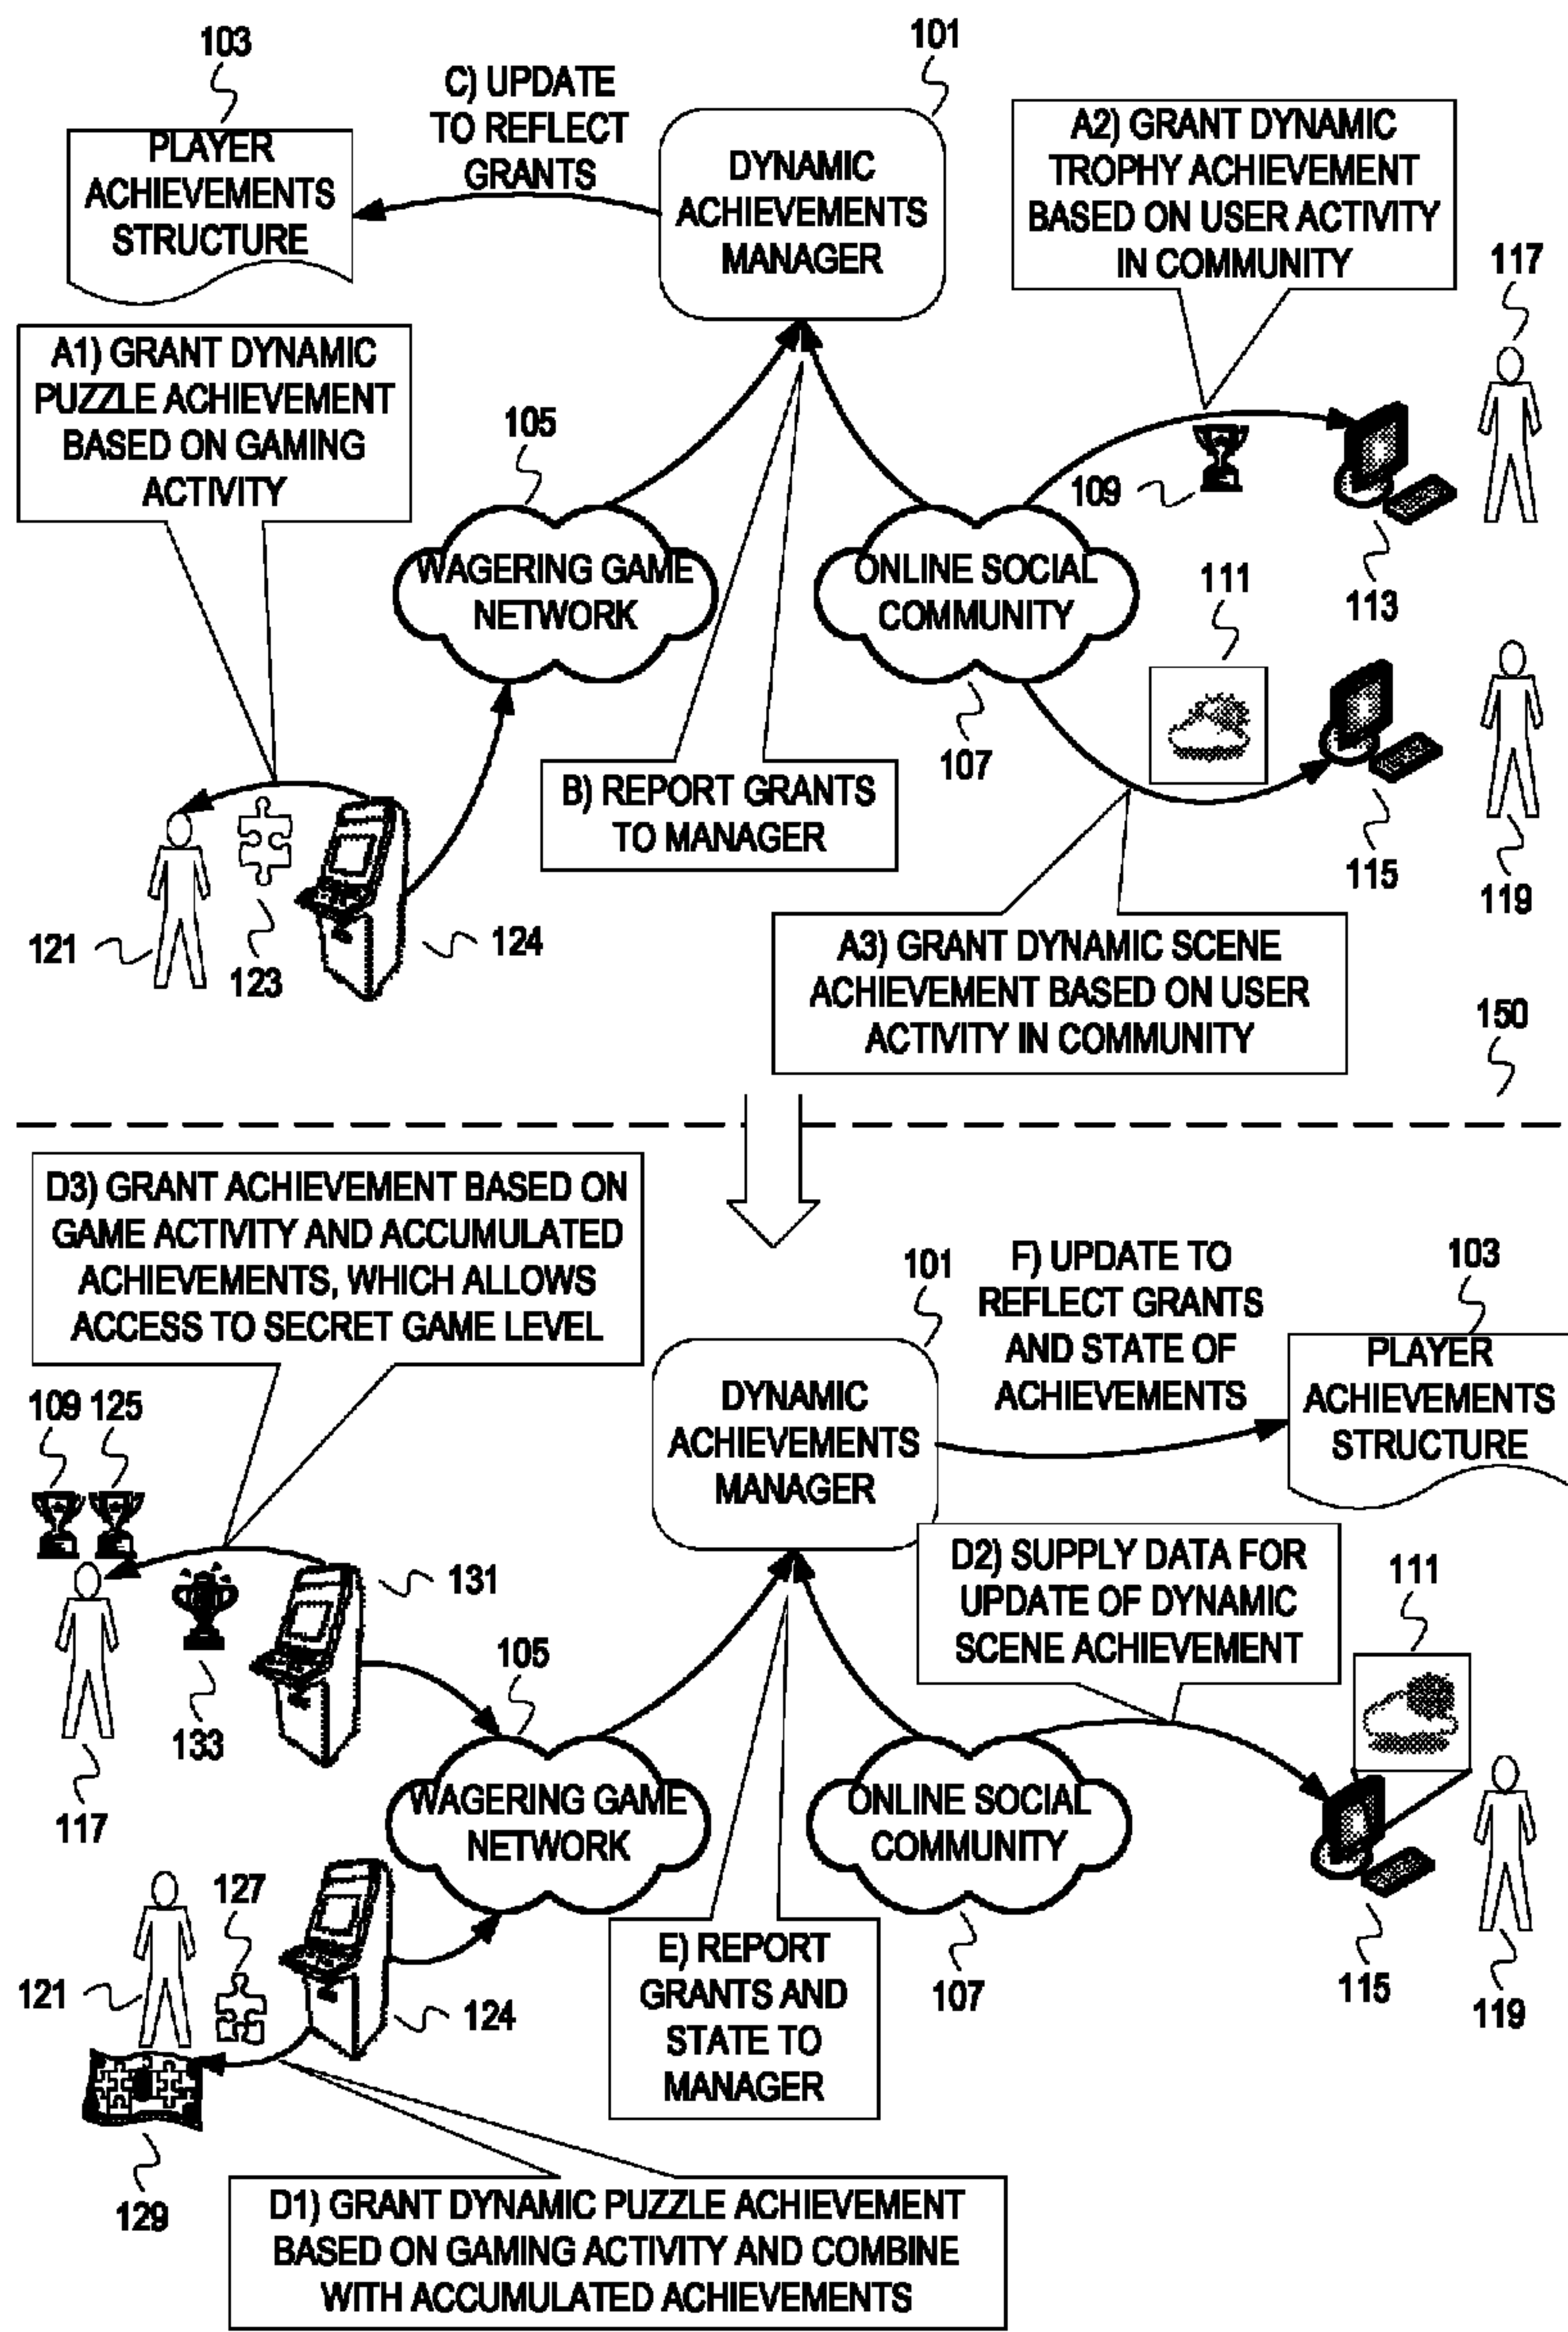 103
101
C) UPDATE
TO REFLECT
GRANTS
PLAYER
ACHIEVEMENTS
STRUCTURE
DYNAMIC
ACHIEVEMENTS
MANAGER
A2) GRANT DYNAMIC
TROPHY ACHIEVEMENT
BASED ON USER ACTIVITY
IN COMMUNITY
117
A1) GRANT DYNAMIC
PUZZLE ACHIEVEMENT
BASED ON GAMING
ACTIVITY
105
109
WAGERING GAME
NETWORK
ONLINE SOCIAL
COMMUNITY
111
113
107
B) REPORT GRANTS
TO MANAGER
115
119
121
123
124
A3) GRANT DYNAMIC SCENE
ACHIEVEMENT BASED ON USER
ACTIVITY IN COMMUNITY
150
D3) GRANT ACHIEVEMENT BASED ON
GAME ACTIVITY AND ACCUMULATED
ACHIEVEMENTS, WHICH ALLOWS
ACCESS TO SECRET GAME LEVEL
101
F) UPDATE TO
REFLECT GRANTS
AND STATE OF
ACHIEVEMENTS
103
PLAYER
ACHIEVEMENTS
STRUCTURE
DYNAMIC
ACHIEVEMENTS
MANAGER
109 125
D2) SUPPLY DATA FOR
UPDATE OF DYNAMIC
SCENE ACHIEVEMENT
111
131
105
133
117
WAGERING GAME
NETWORK
ONLINE SOCIAL
COMMUNITY
127
E) REPORT
GRANTS AND
STATE TO
MANAGER
121
124
107
115
119
129
D1) GRANT DYNAMIC PUZZLE ACHIEVEMENT
BASED ON GAMING ACTIVITY AND COMBINE
WITH ACCUMULATED ACHIEVEMENTS